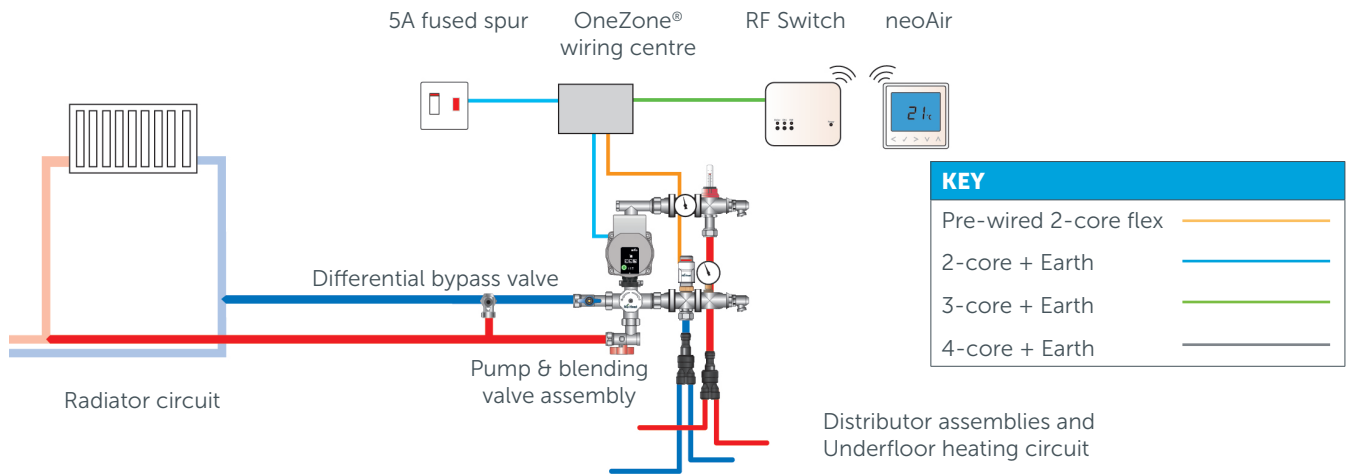 5A fused spur
OneZone®
wiring centre
RF Switch
neoAir
21c
KEY
Pre-wired 2-core flex
2-core + Earth
3-core + Earth
4-core + Earth
Differential bypass valve
Pump & blending
valve assembly
Radiator circuit
Distributor assemblies and
Underfloor heating circuit